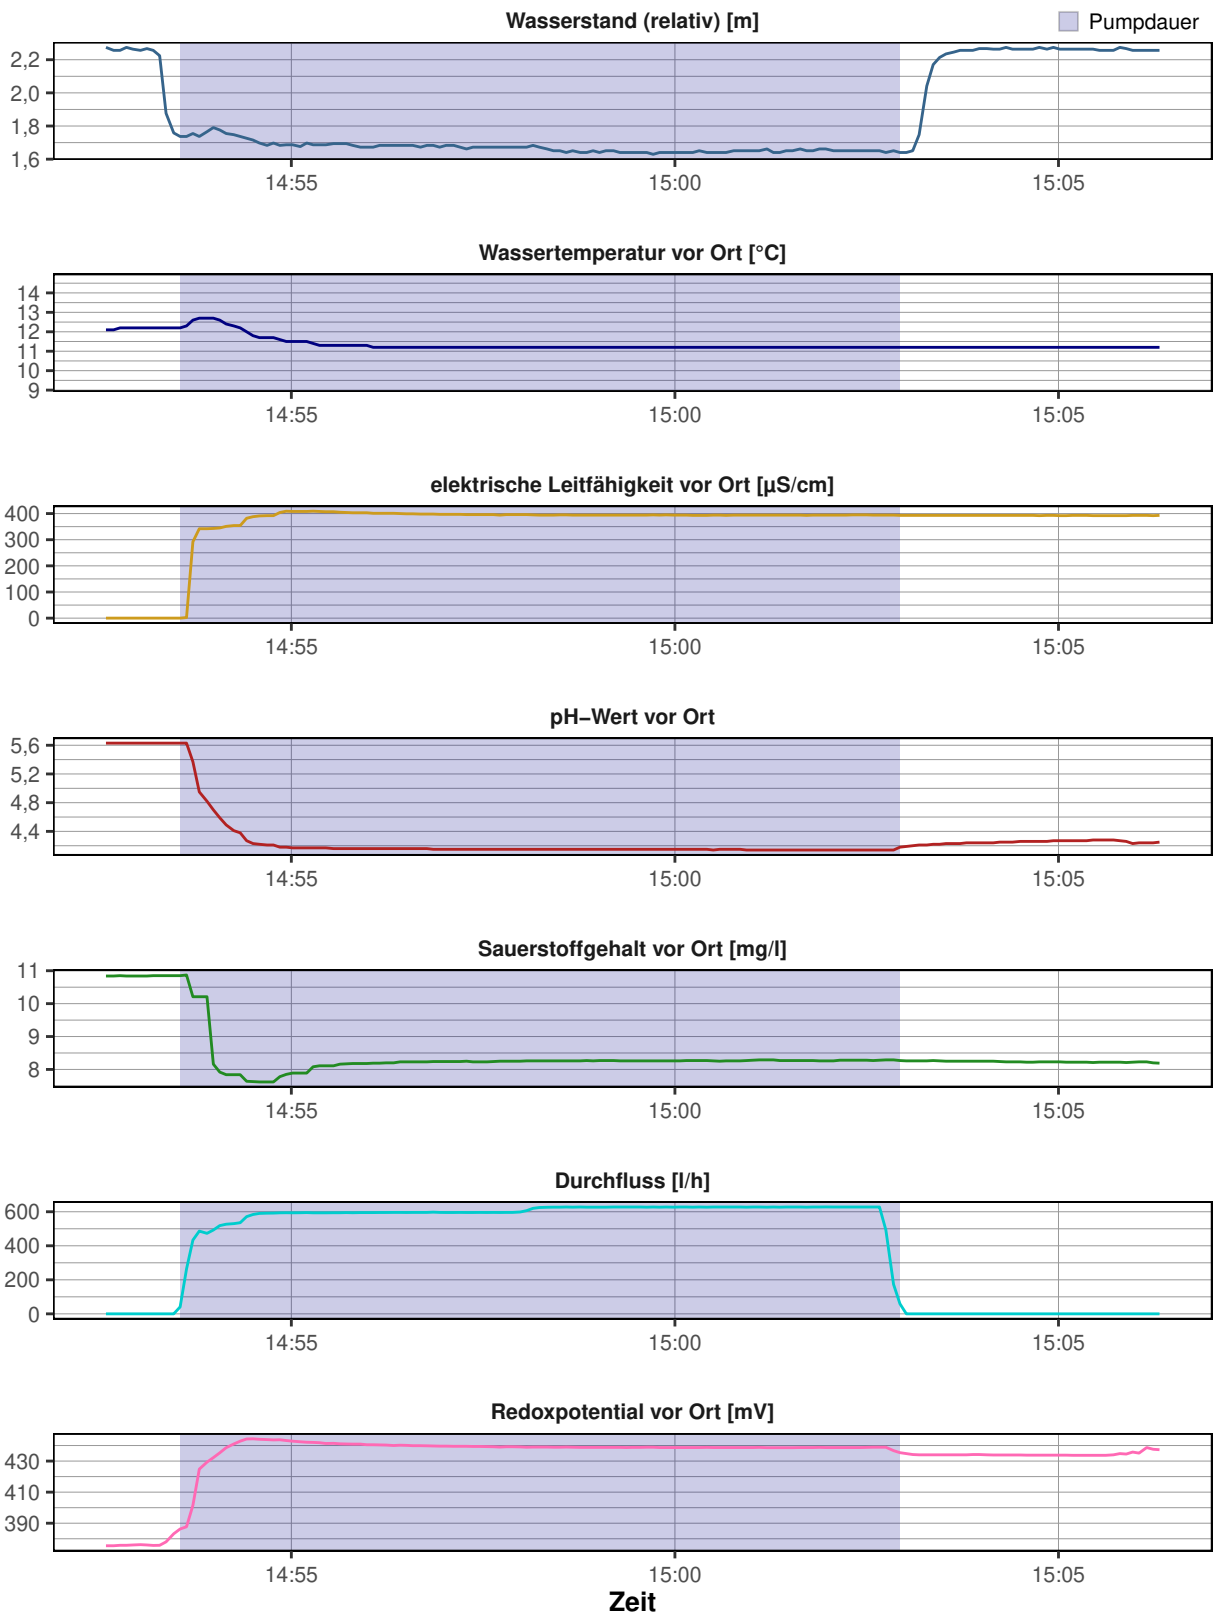 Wasserstand (relativ) [m]
Pumpdauer
2,2
2,0
1,8
1,6
14:55 15:00 15:05
Wassertemperatur vor Ort [°C]
14
13
12
11
10
9
14:55 15:00 15:05
elektrische Leitfähigkeit vor Ort [µS/cm]
400
300
200
100
0
14:55 15:00 15:05
pH−Wert vor Ort
5,6
5,2
4,8
4,4
14:55 15:00 15:05
Sauerstoffgehalt vor Ort [mg/l]
11
10
9
8
14:55 15:00 15:05
Durchfluss [l/h]
600
400
200
0
14:55 15:00 15:05
Redoxpotential vor Ort [mV]
430
410
390
14:55 15:00 15:05
Zeit